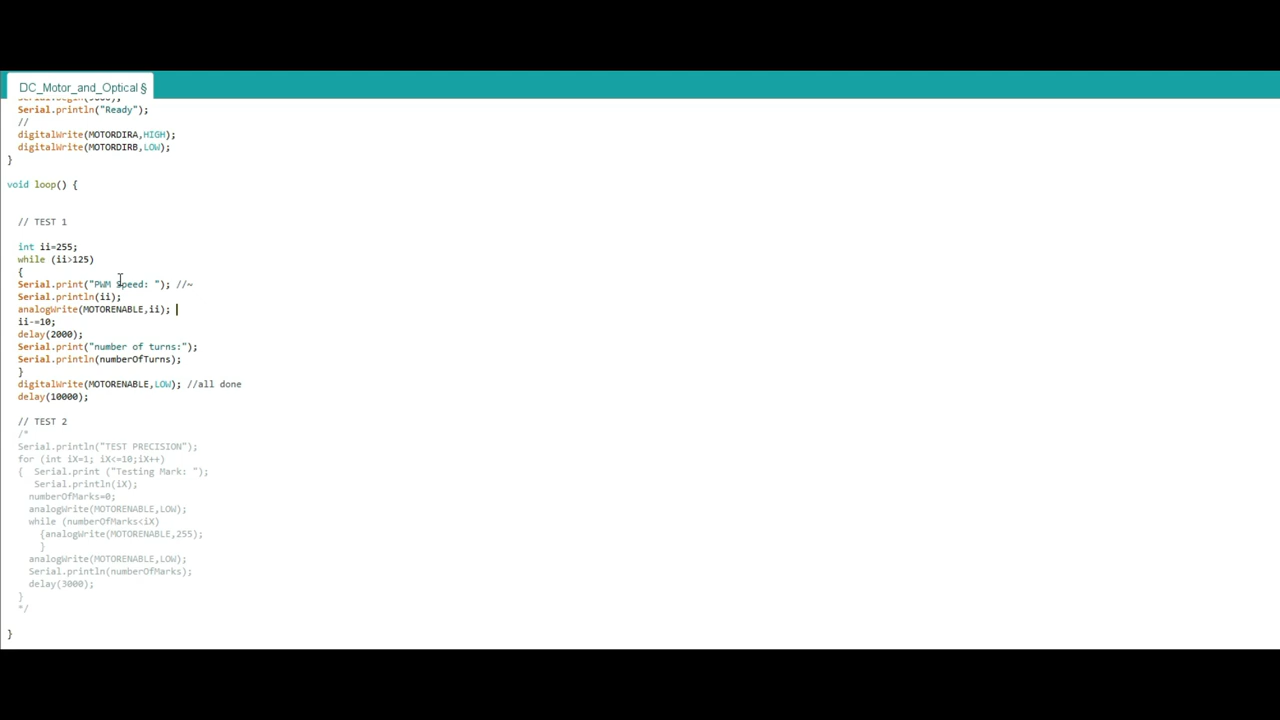 DC_Motor_and_Optical §
Serial.begin(9600);
Serial.println("Ready");
//
digitalWrite(MOTORDIRA,HIGH);
digitalWrite(MOTORDIRB,LOW);
}
void loop() {
// TEST 1
int ii=255;
while (ii>125)
{
Serial.print("PWM Speed: "); //~
Serial.println(ii);
analogWrite(MOTORENABLE,ii);
ii-=10;
delay(2000);
Serial.print("number of turns:");
Serial.println(numberOfTurns);
}
digitalWrite(MOTORENABLE,LOW); //all done
delay(10000);
// TEST 2
/*
Serial.println("TEST PRECISION");
for (int iX=1; iX<=10;iX++)
{  Serial.print ("Testing Mark: ");
Serial.println(iX);
numberOfMarks=0;
analogWrite(MOTORENABLE,LOW);
while (numberOfMarks<iX)
{analogWrite(MOTORENABLE,255);
}
analogWrite(MOTORENABLE,LOW);
Serial.println(numberOfMarks);
delay(3000);
}
*/
}